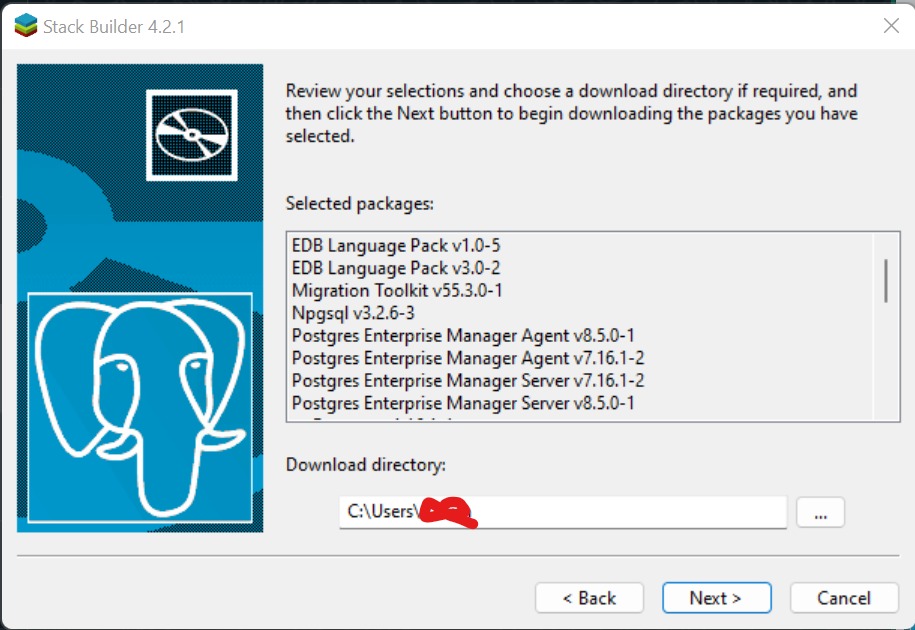 Stack Builder 4.2.1
Review your selections and choose a download directory if required, and
then click the Next button to begin downloading the packages you have
selected.
Selected packages:
EDB Language Pack v1.0-5
EDB Language Pack v3.0-2
Migration Toolkit v55.3.0-1
Npgsql v3.2.6-3
Postgres Enterprise Manager Agent v8.5.0-1
Postgres Enterprise Manager Agent v7.16.1-2
Postgres Enterprise Manager Server v7.16.1-2
Postgres Enterprise Manager Server v8.5.0-1
Download directory:
C:\Users\
...
< Back
Next >
Cancel